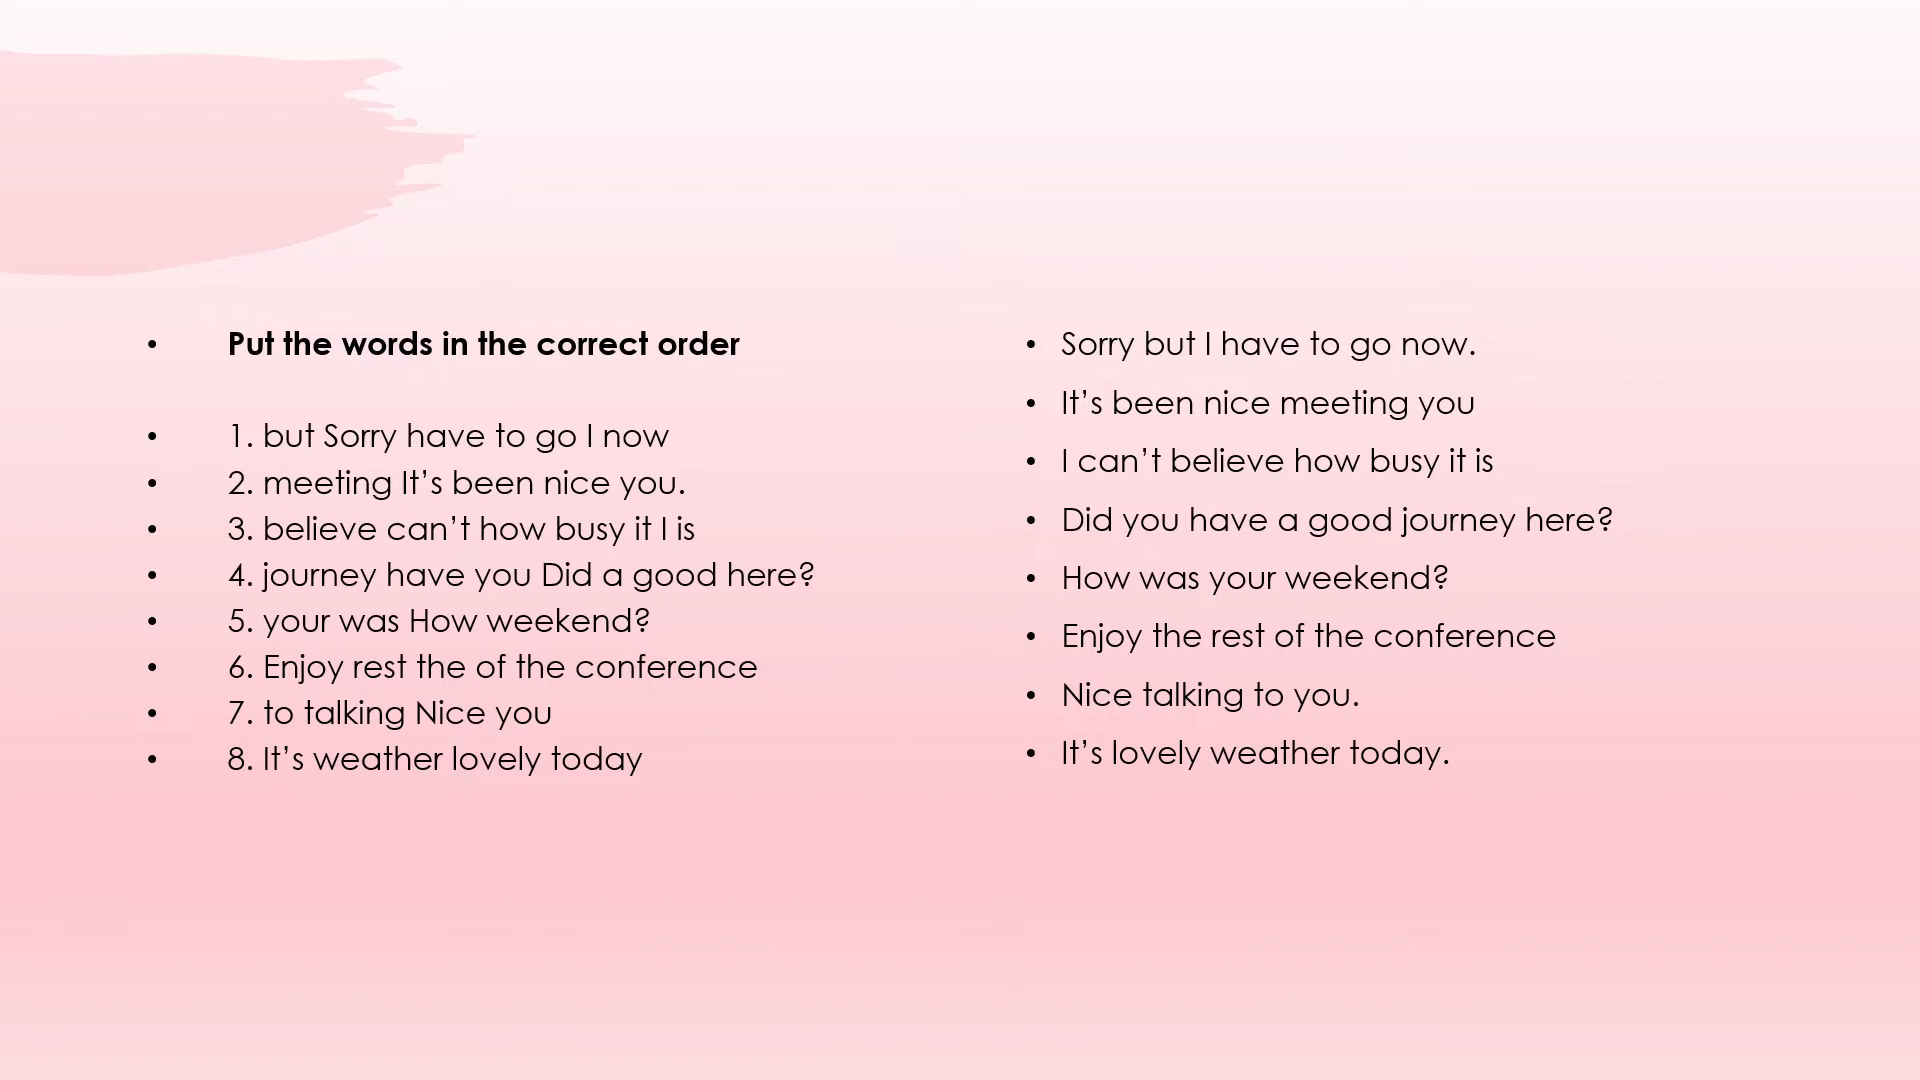 • Put the words in the correct order
• 1. but Sorry have to go I now
• 2. meeting It’s been nice you.
• 3. believe can’t how busy it I is
• 4. journey have you Did a good here?
• 5. your was How weekend?
• 6. Enjoy rest the of the conference
• 7. to talking Nice you
• 8. It’s weather lovely today
• Sorry but I have to go now.
• It’s been nice meeting you
• I can’t believe how busy it is
• Did you have a good journey here?
• How was your weekend?
• Enjoy the rest of the conference
• Nice talking to you.
• It’s lovely weather today.